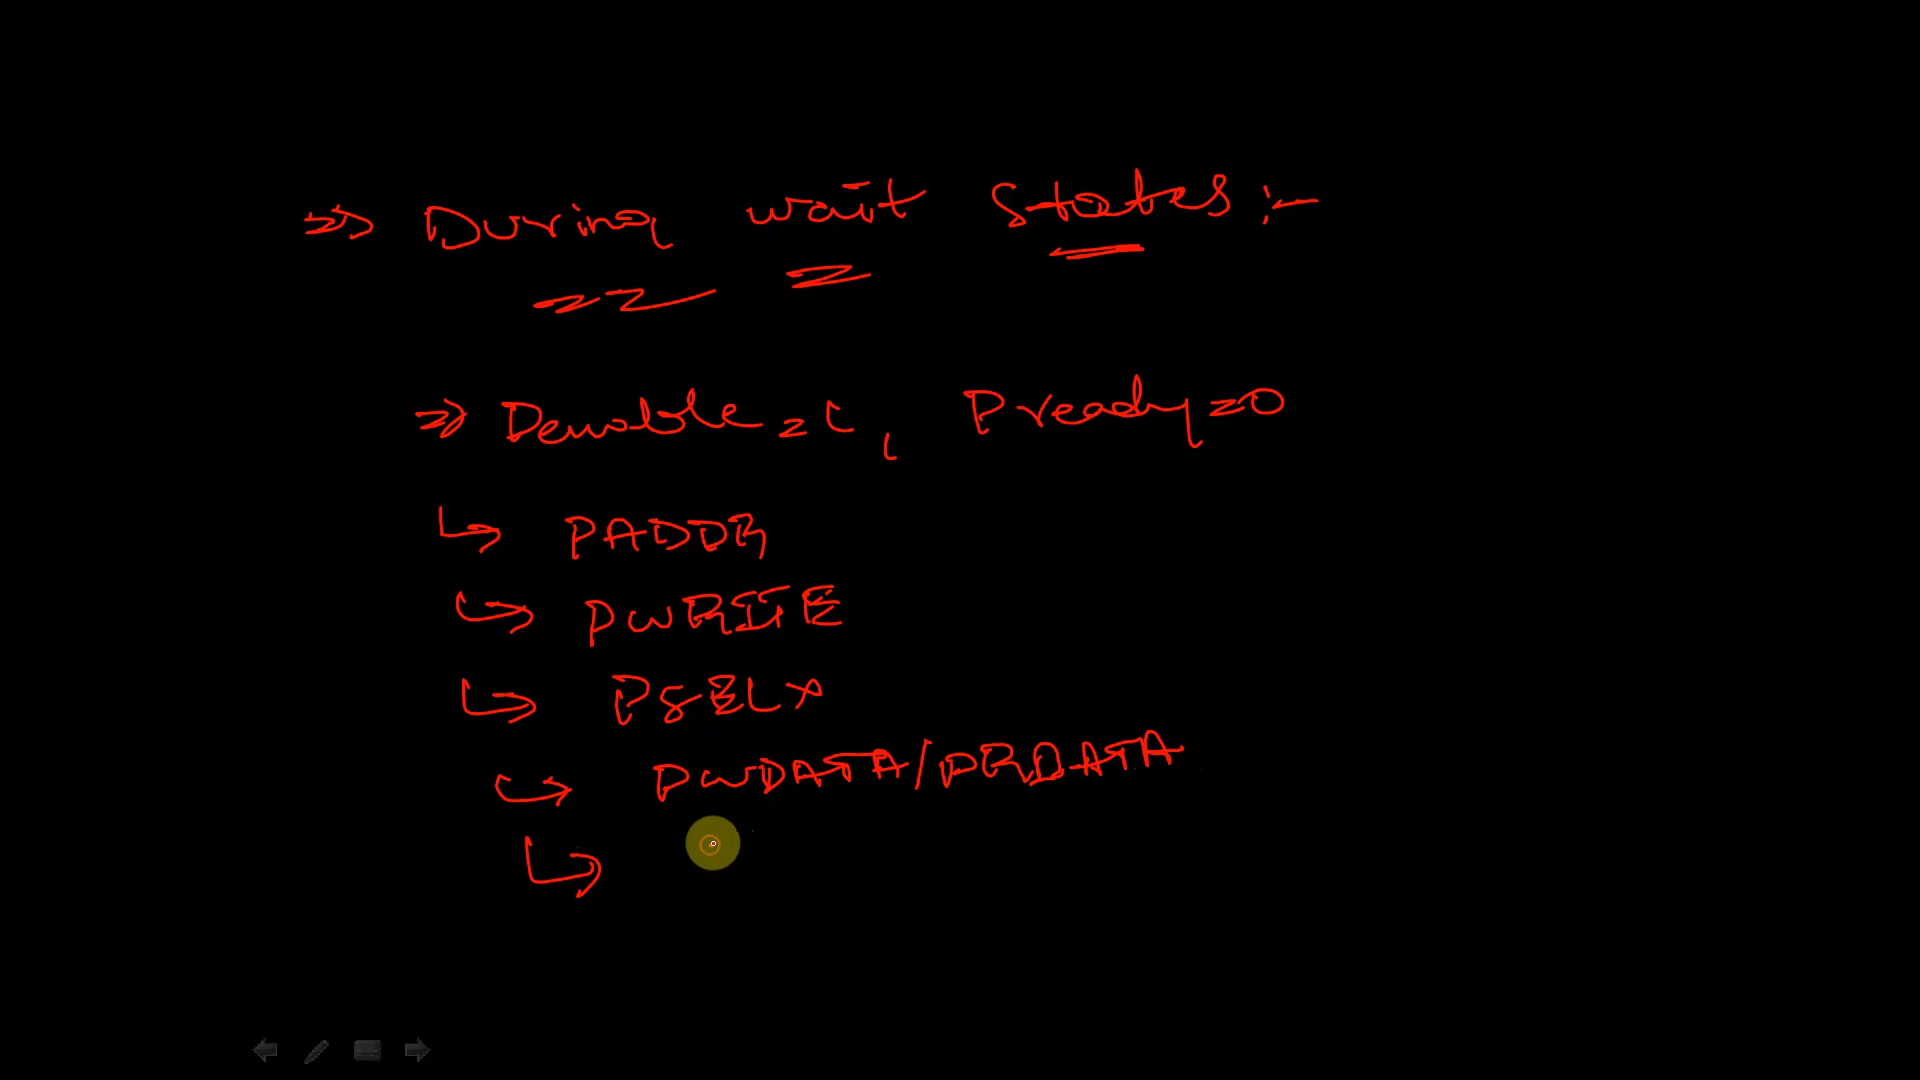 => During wait states :-
=> Penable = 1, Pready = 0
↳ PADDR
↳ PWRITE
↳ PSELX
↳ PWDATA/PRDATA
↳